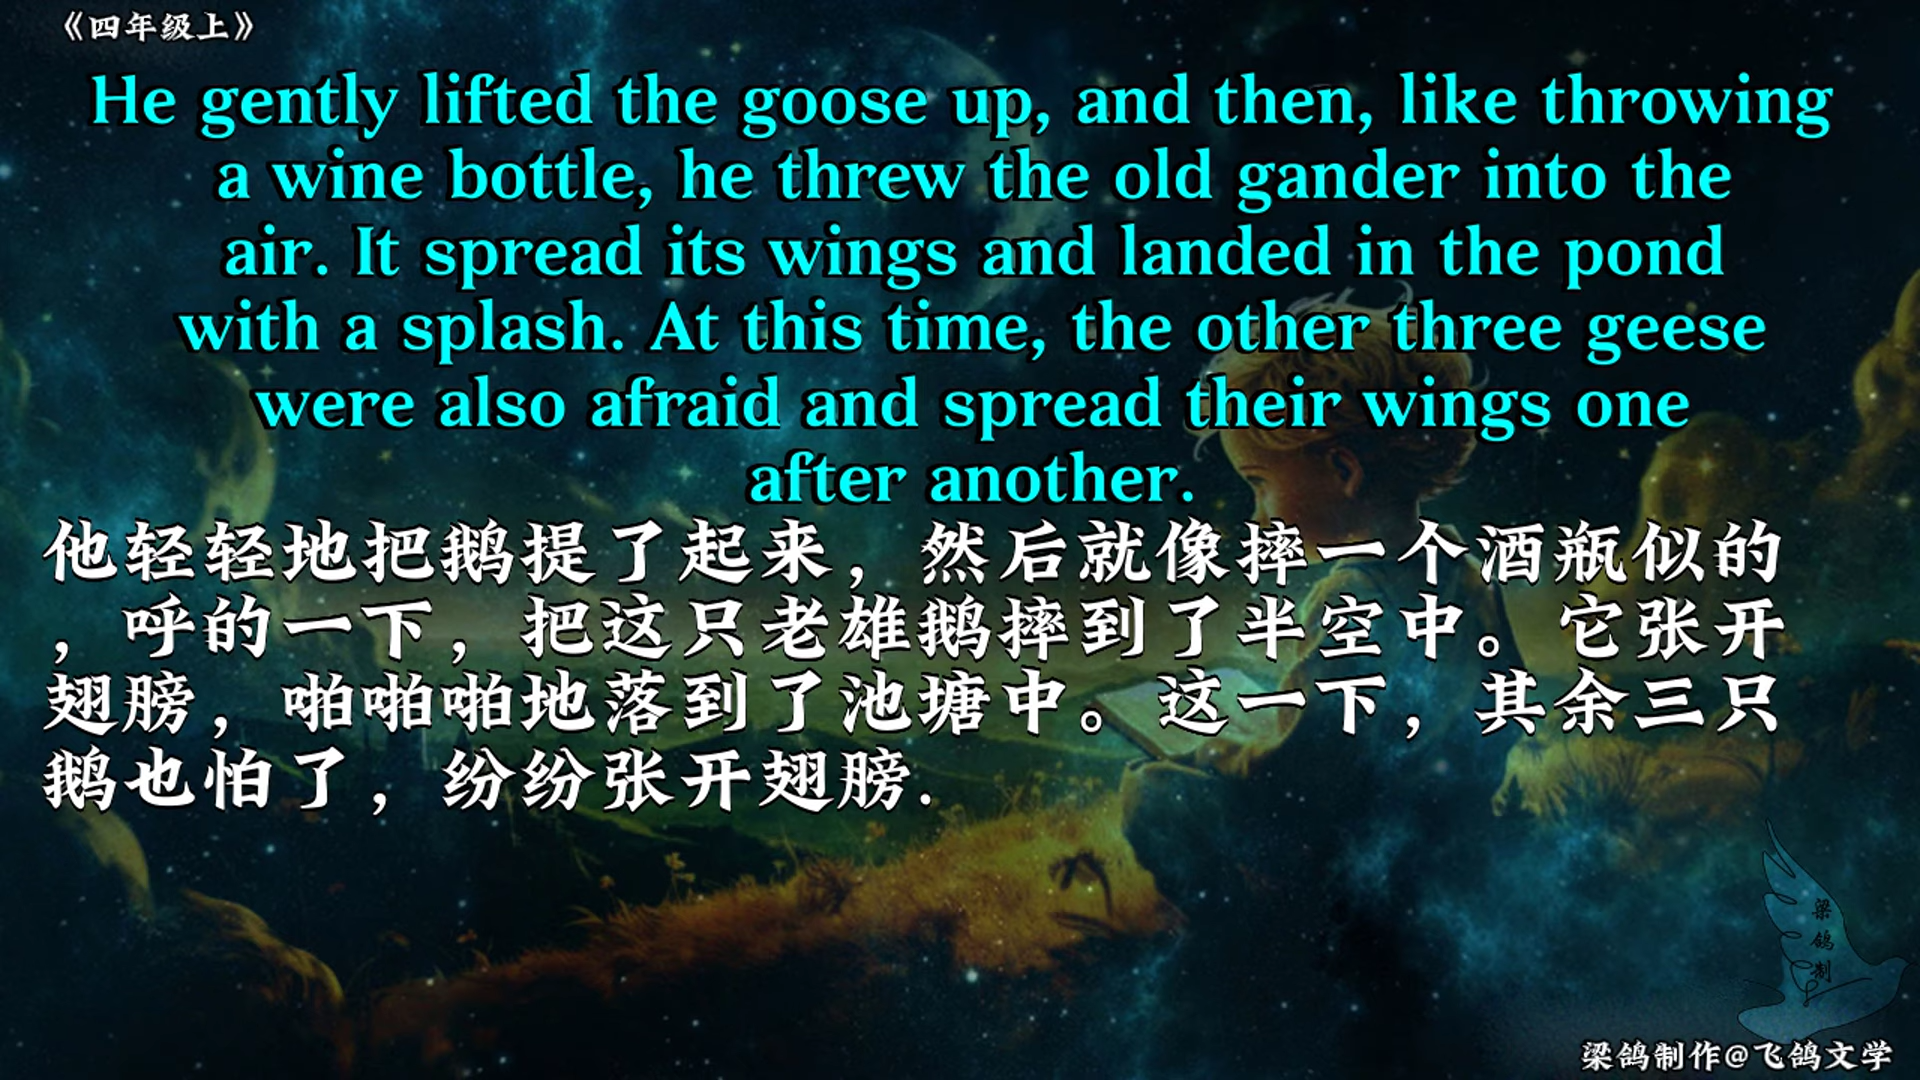 《四年级上》
He gently lifted the goose up, and then, like throwing
a wine bottle, he threw the old gander into the
air. It spread its wings and landed in the pond
with a splash. At this time, the other three geese
were also afraid and spread their wings one
after another.
他轻轻地把鹅提了起来，然后就像摔一个酒瓶似的
，呼的一下，把这只老雄鹅摔到了半空中。它张开
翅膀，啪啪啪地落到了池塘中。这一下，其余三只
鹅也怕了，纷纷张开翅膀.
梁
鸽
制
梁鸽制作@飞鸽文学